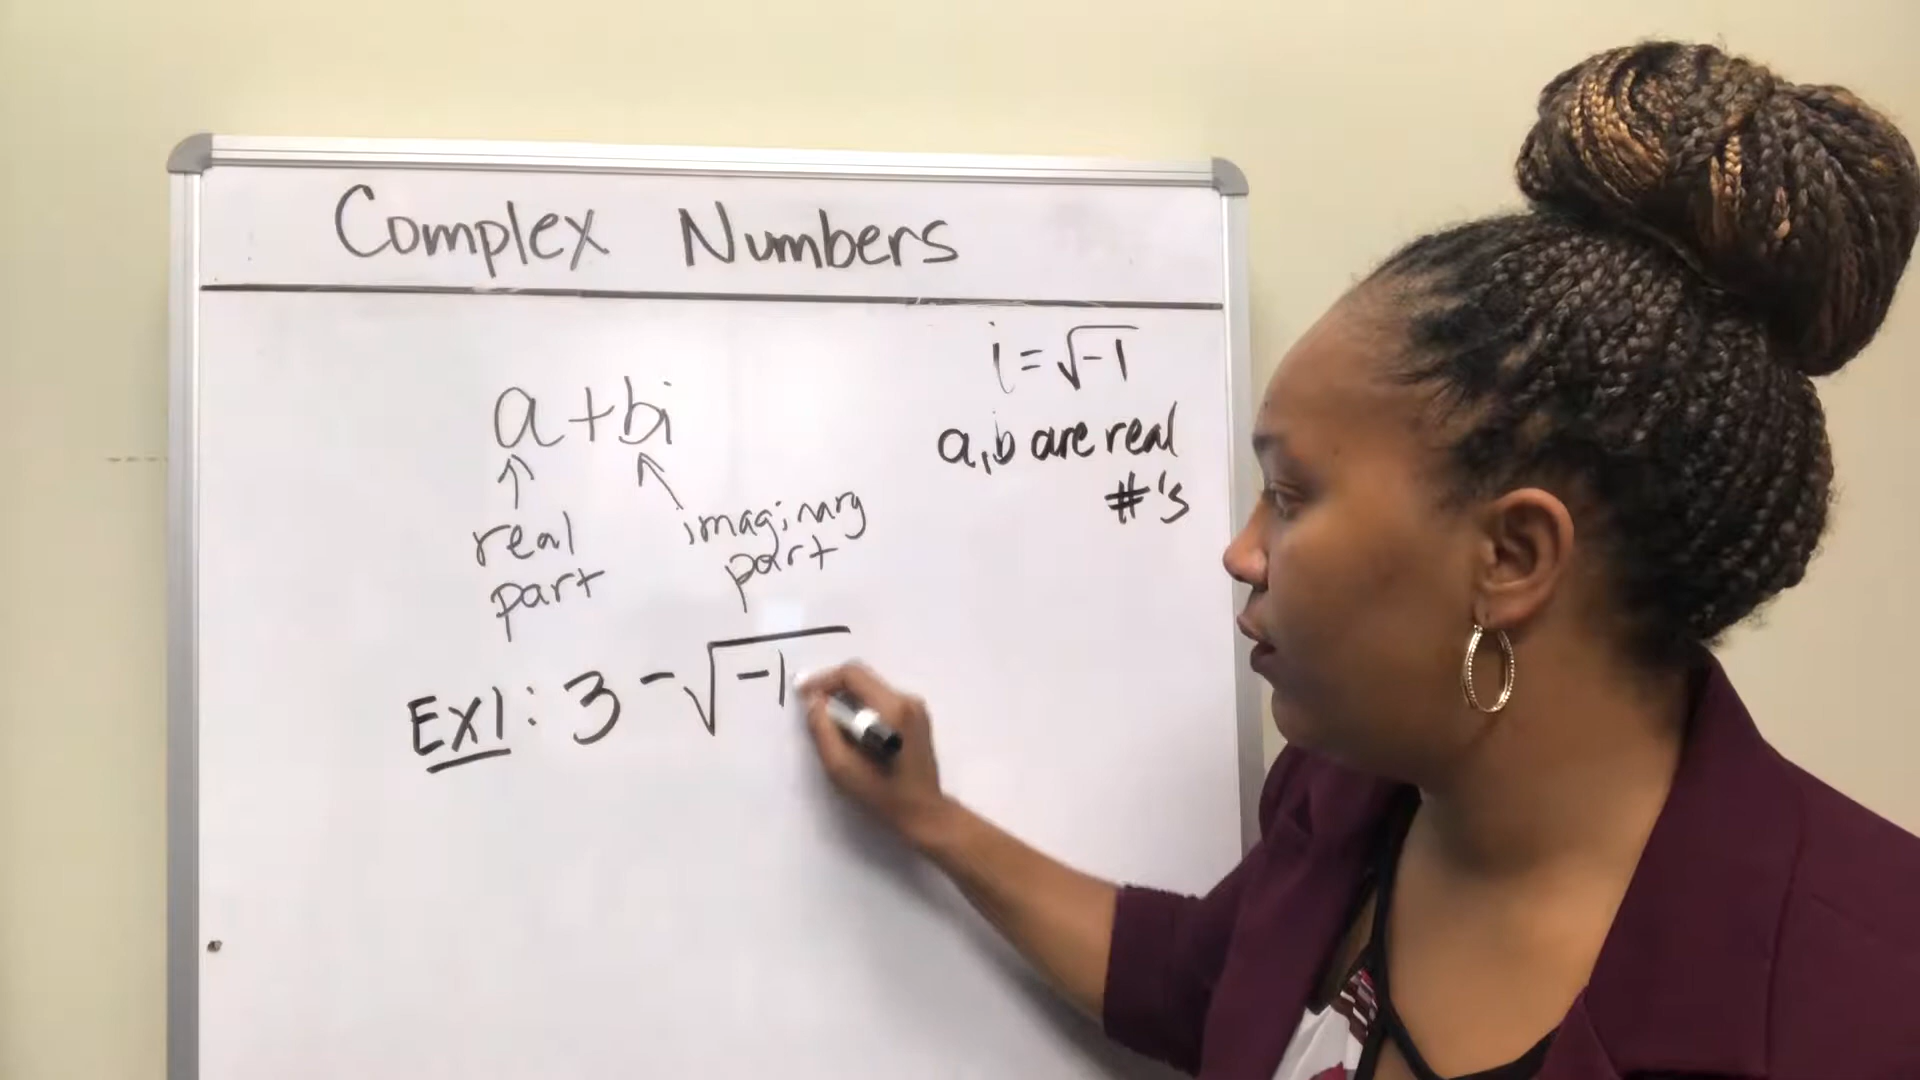 Complex Numbers
i = √-1
a + bi
a, b are real
#'s
real
part
imaginary
part
Ex1: 3 - √-1